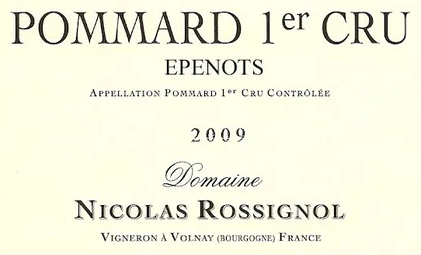 POMMARD 1er CRU
EPENOTS
APPELLATION POMMARD 1er CRU CONTRÔLÉE
2009
Domaine
NICOLAS ROSSIGNOL
VIGNERON À VOLNAY (BOURGOGNE) FRANCE